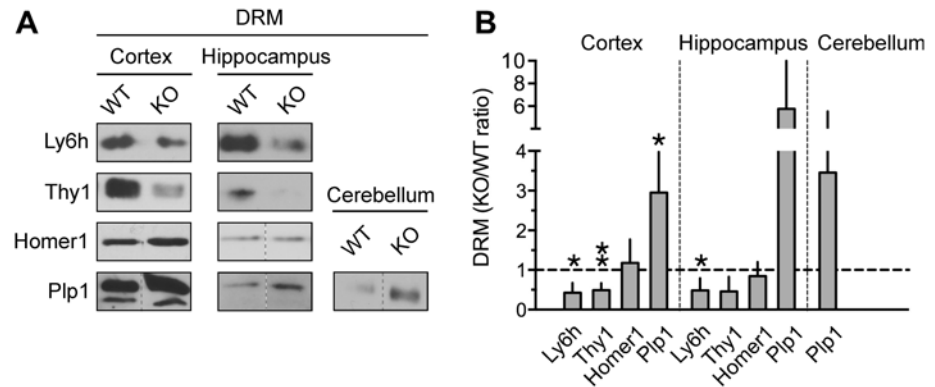 A
DRM
Cortex Hippocampus
WT KO WT KO
Ly6h
Thy1
Cerebellum
Homer1
WT KO
Plp1
B
Cortex Hippocampus Cerebellum
DRM (KO/WT ratio)
10
8
6
4
3
2
1
0
* ** * *
Ly6h Thy1 Homer1 Plp1 Ly6h Thy1 Homer1 Plp1 Plp1